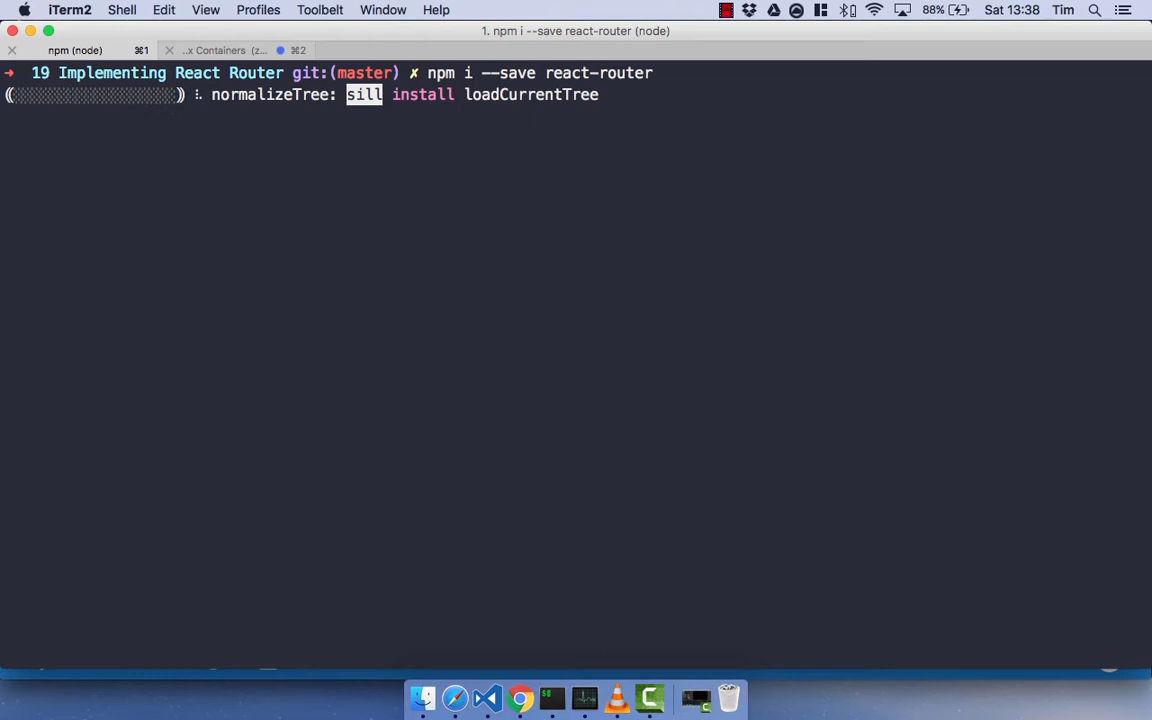 iTerm2 Shell Edit View Profiles Toolbelt Window Help 88% Sat 13:38 Tim
1. npm i --save react-router (node)
npm (node) ⌘1 ..x Containers (z... ⌘2
➜ 19 Implementing React Router git:(master) ✗ npm i --save react-router
normalizeTree: sill install loadCurrentTree